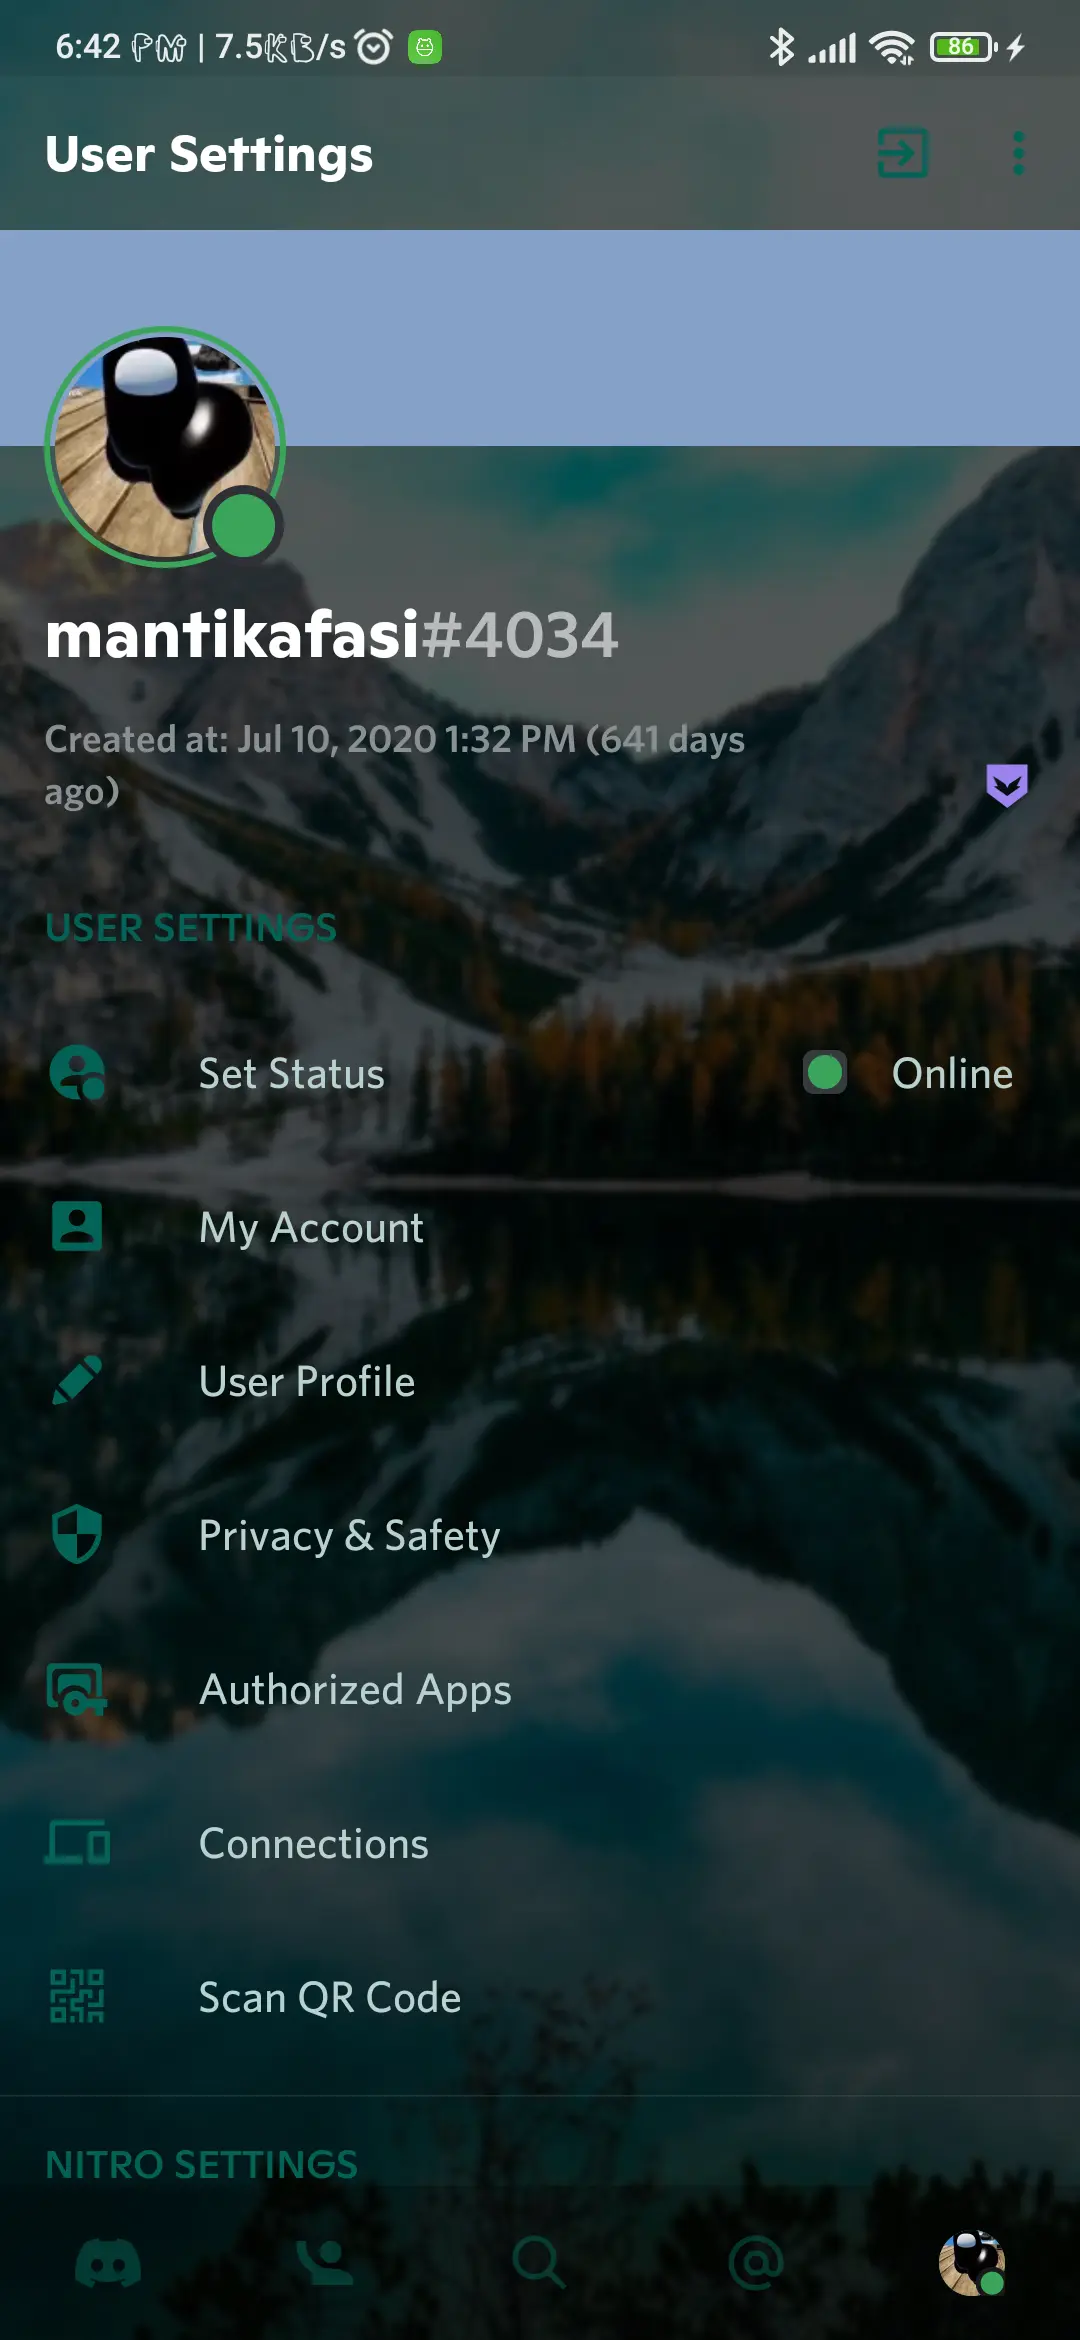 6:42 PM | 7.5KB/s
86
User Settings
mantikafasi#4034
Created at: Jul 10, 2020 1:32 PM (641 days
ago)
USER SETTINGS
Set Status
Online
My Account
User Profile
Privacy & Safety
Authorized Apps
Connections
Scan QR Code
NITRO SETTINGS